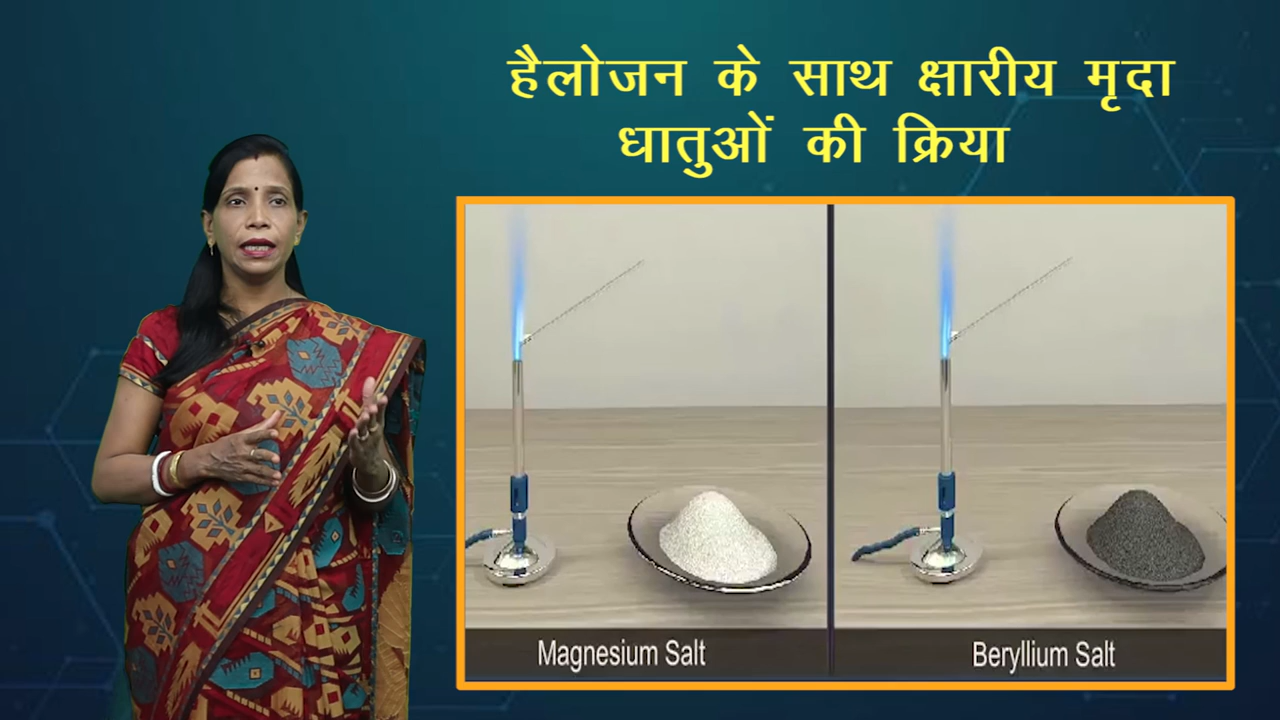 हैलोजन के साथ क्षारीय मृदा
धातुओं की क्रिया
Magnesium Salt
Beryllium Salt